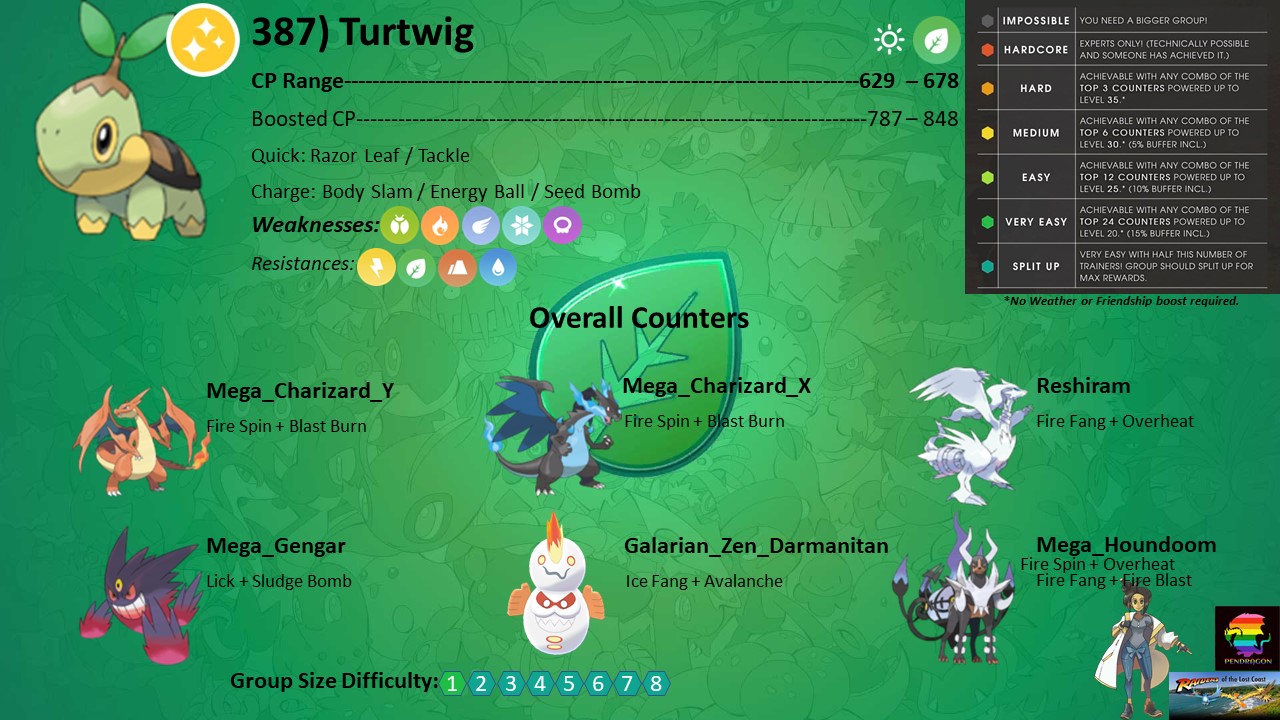 387) Turtwig
CP Range---629 – 678
Boosted CP---787 – 848
Quick: Razor Leaf / Tackle
Charge: Body Slam / Energy Ball / Seed Bomb
Weaknesses:
Resistances:
IMPOSSIBLE YOU NEED A BIGGER GROUP!
HARDCORE EXPERTS ONLY! (TECHNICALLY POSSIBLE
AND SOMEONE HAS ACHIEVED IT.)
HARD ACHIEVABLE WITH ANY COMBO OF THE
TOP 3 COUNTERS POWERED UP TO
LEVEL 35.*
MEDIUM ACHIEVABLE WITH ANY COMBO OF THE
TOP 6 COUNTERS POWERED UP TO
LEVEL 30.* (5% BUFFER INCL.)
EASY ACHIEVABLE WITH ANY COMBO OF THE
TOP 12 COUNTERS POWERED UP TO
LEVEL 25.* (10% BUFFER INCL.)
VERY EASY ACHIEVABLE WITH ANY COMBO OF THE
TOP 24 COUNTERS POWERED UP TO
LEVEL 20.* (15% BUFFER INCL.)
SPLIT UP VERY EASY WITH HALF THIS NUMBER OF
TRAINERS! GROUP SHOULD SPLIT UP FOR
MAX REWARDS.
*No Weather or Friendship boost required.
Overall Counters
Mega_Charizard_Y
Fire Spin + Blast Burn
Mega_Charizard_X
Fire Spin + Blast Burn
Reshiram
Fire Fang + Overheat
Mega_Gengar
Lick + Sludge Bomb
Galarian_Zen_Darmanitan
Ice Fang + Avalanche
Mega_Houndoom
Fire Spin + Overheat
Fire Fang + Fire Blast
Group Size Difficulty: 1 2 3 4 5 6 7 8
PENDRAGON
RAIDERS of the Lost Coast